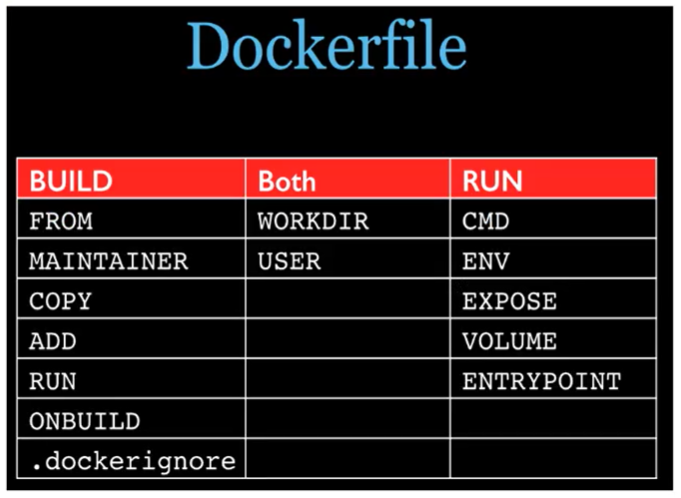 Dockerfile
BUILD Both RUN
FROM WORKDIR CMD
MAINTAINER USER ENV
COPY EXPOSE
ADD VOLUME
RUN ENTRYPOINT
ONBUILD
.dockerignore